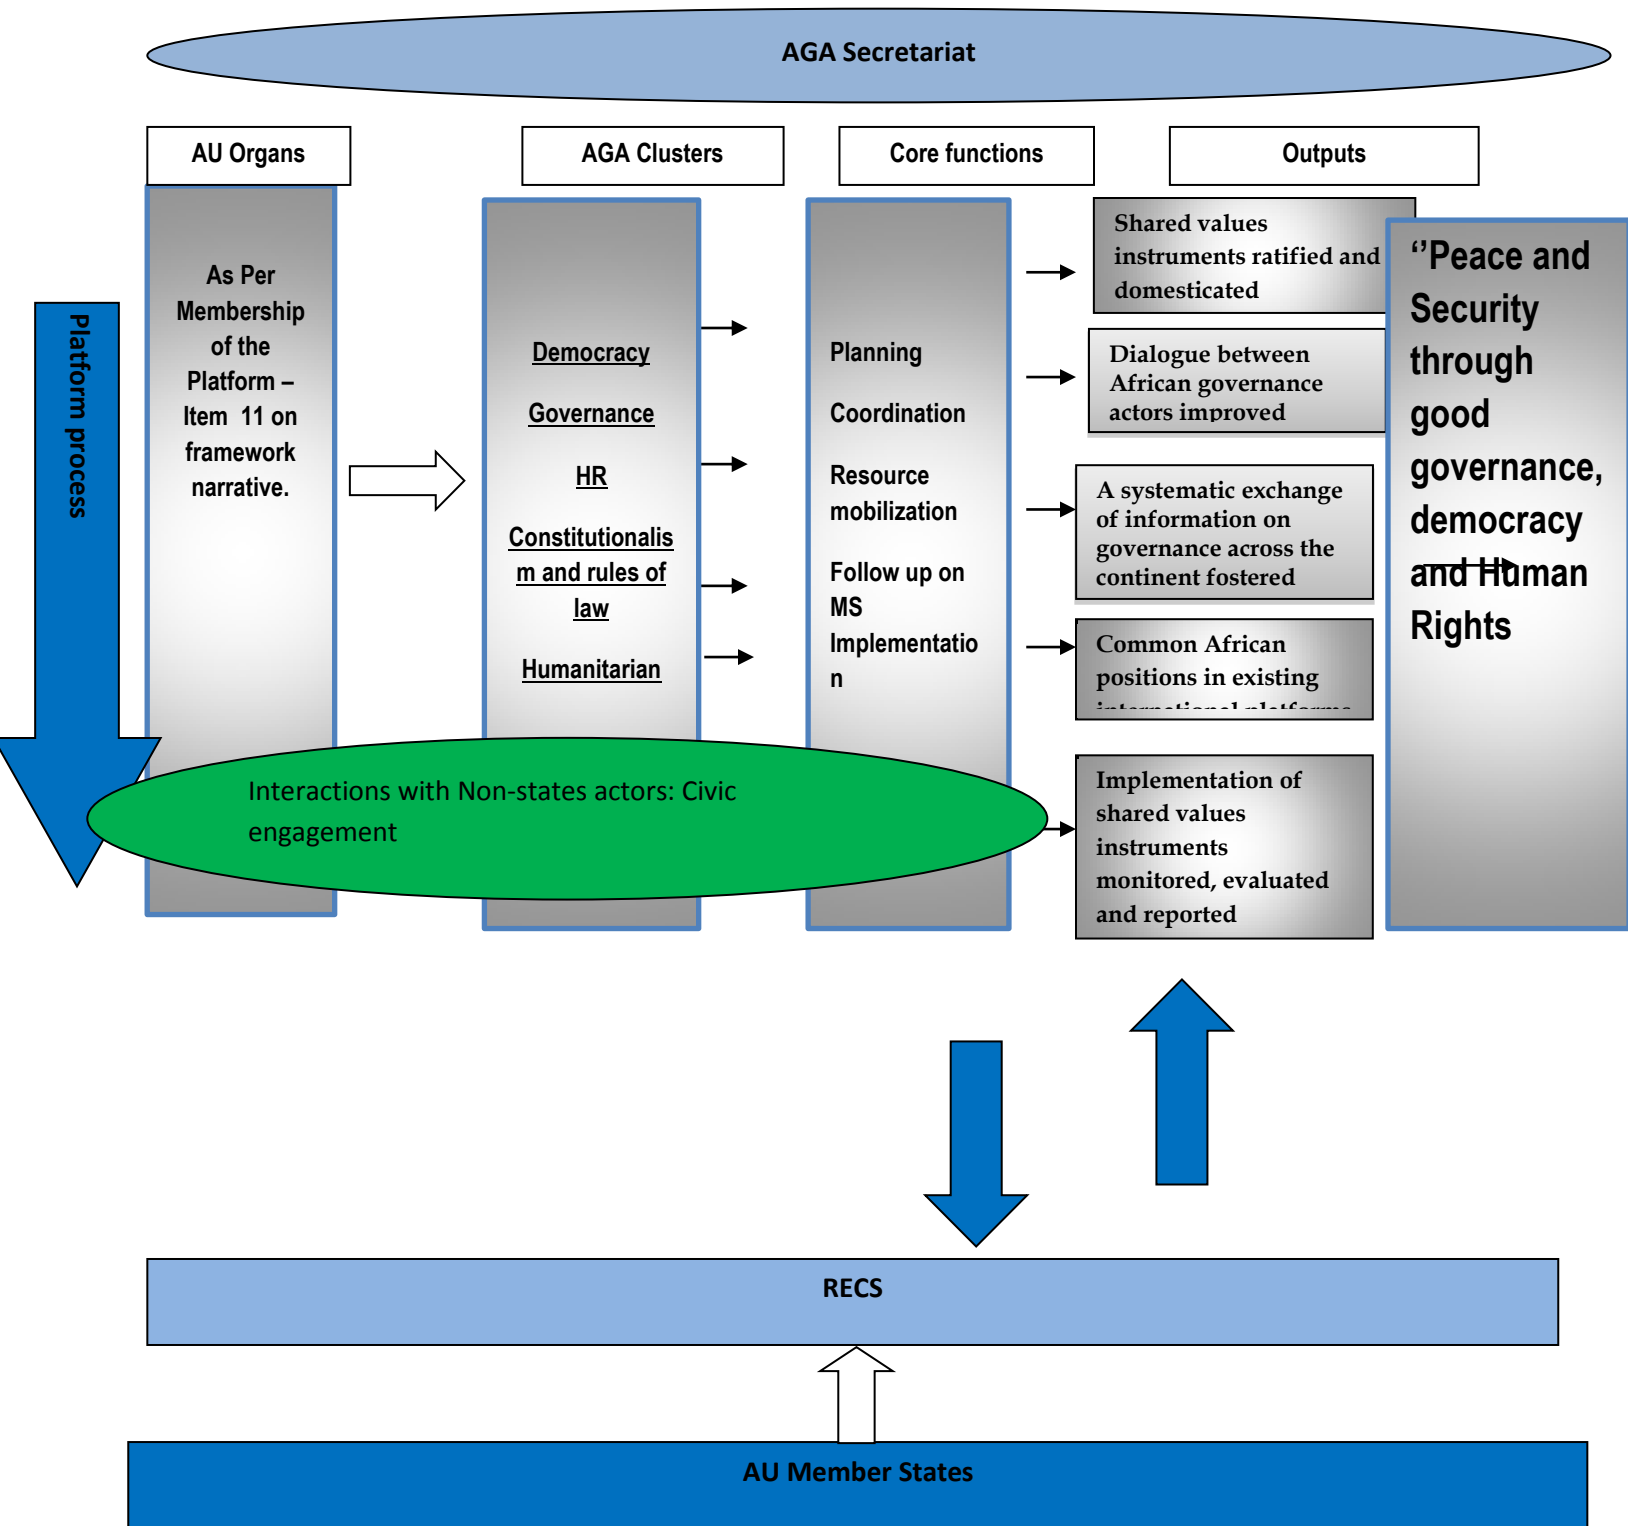 AGA Secretariat
AU Organs
AGA Clusters
Core functions
Outputs
Platform process
As Per
Membership
of the
Platform –
Item 11 on
framework
narrative.
Democracy
Governance
HR
Constitutionalis
m and rules of
law
Humanitarian
Planning
Coordination
Resource
mobilization
Follow up on
MS
Implementatio
n
Shared values
instruments ratified and
domesticated
Dialogue between
African governance
actors improved
A systematic exchange
of information on
governance across the
continent fostered
Common African
positions in existing
international platforms
Implementation of
shared values
instruments
monitored, evaluated
and reported
‘’Peace and
Security
through
good
governance,
democracy
and Human
Rights
Interactions with Non-states actors: Civic
engagement
RECS
AU Member States